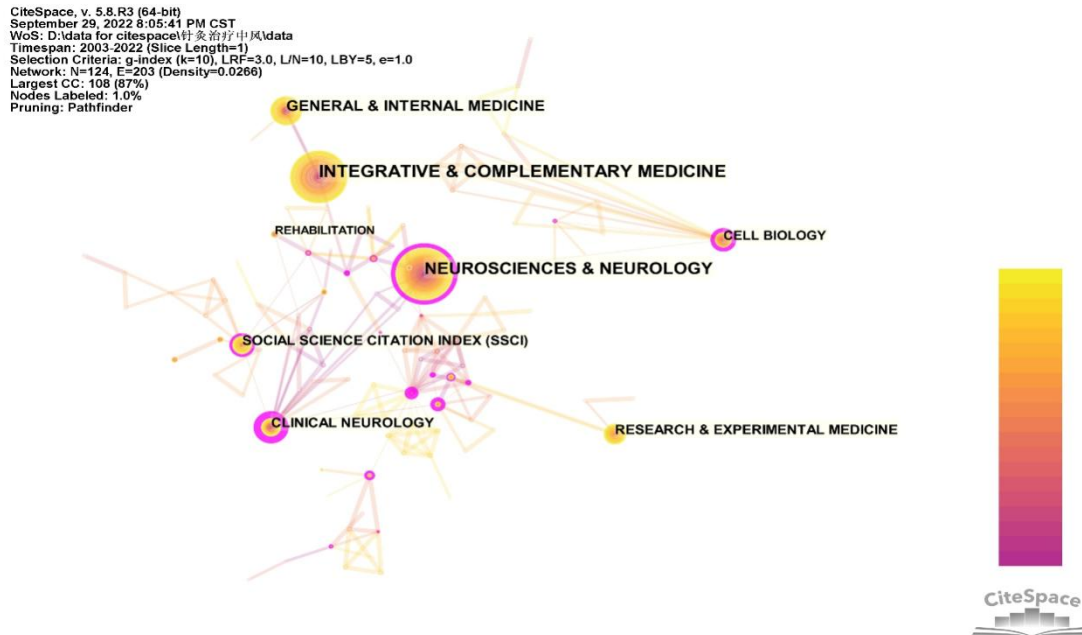 CiteSpace, v. 5.8.R3 (64-bit)
September 29, 2022 8:05:41 PM CST
WoS: D:\data for citespace\针灸治疗中风\data
Timespan: 2003-2022 (Slice Length=1)
Selection Criteria: g-index (k=10), LRF=3.0, L/N=10, LBY=5, e=1.0
Network: N=124, E=203 (Density=0.0266)
Largest CC: 108 (87%)
Nodes Labeled: 1.0%
Pruning: Pathfinder
GENERAL & INTERNAL MEDICINE
INTEGRATIVE & COMPLEMENTARY MEDICINE
REHABILITATION
CELL BIOLOGY
NEUROSCIENCES & NEUROLOGY
SOCIAL SCIENCE CITATION INDEX (SSCI)
CLINICAL NEUROLOGY
RESEARCH & EXPERIMENTAL MEDICINE
CiteSpace